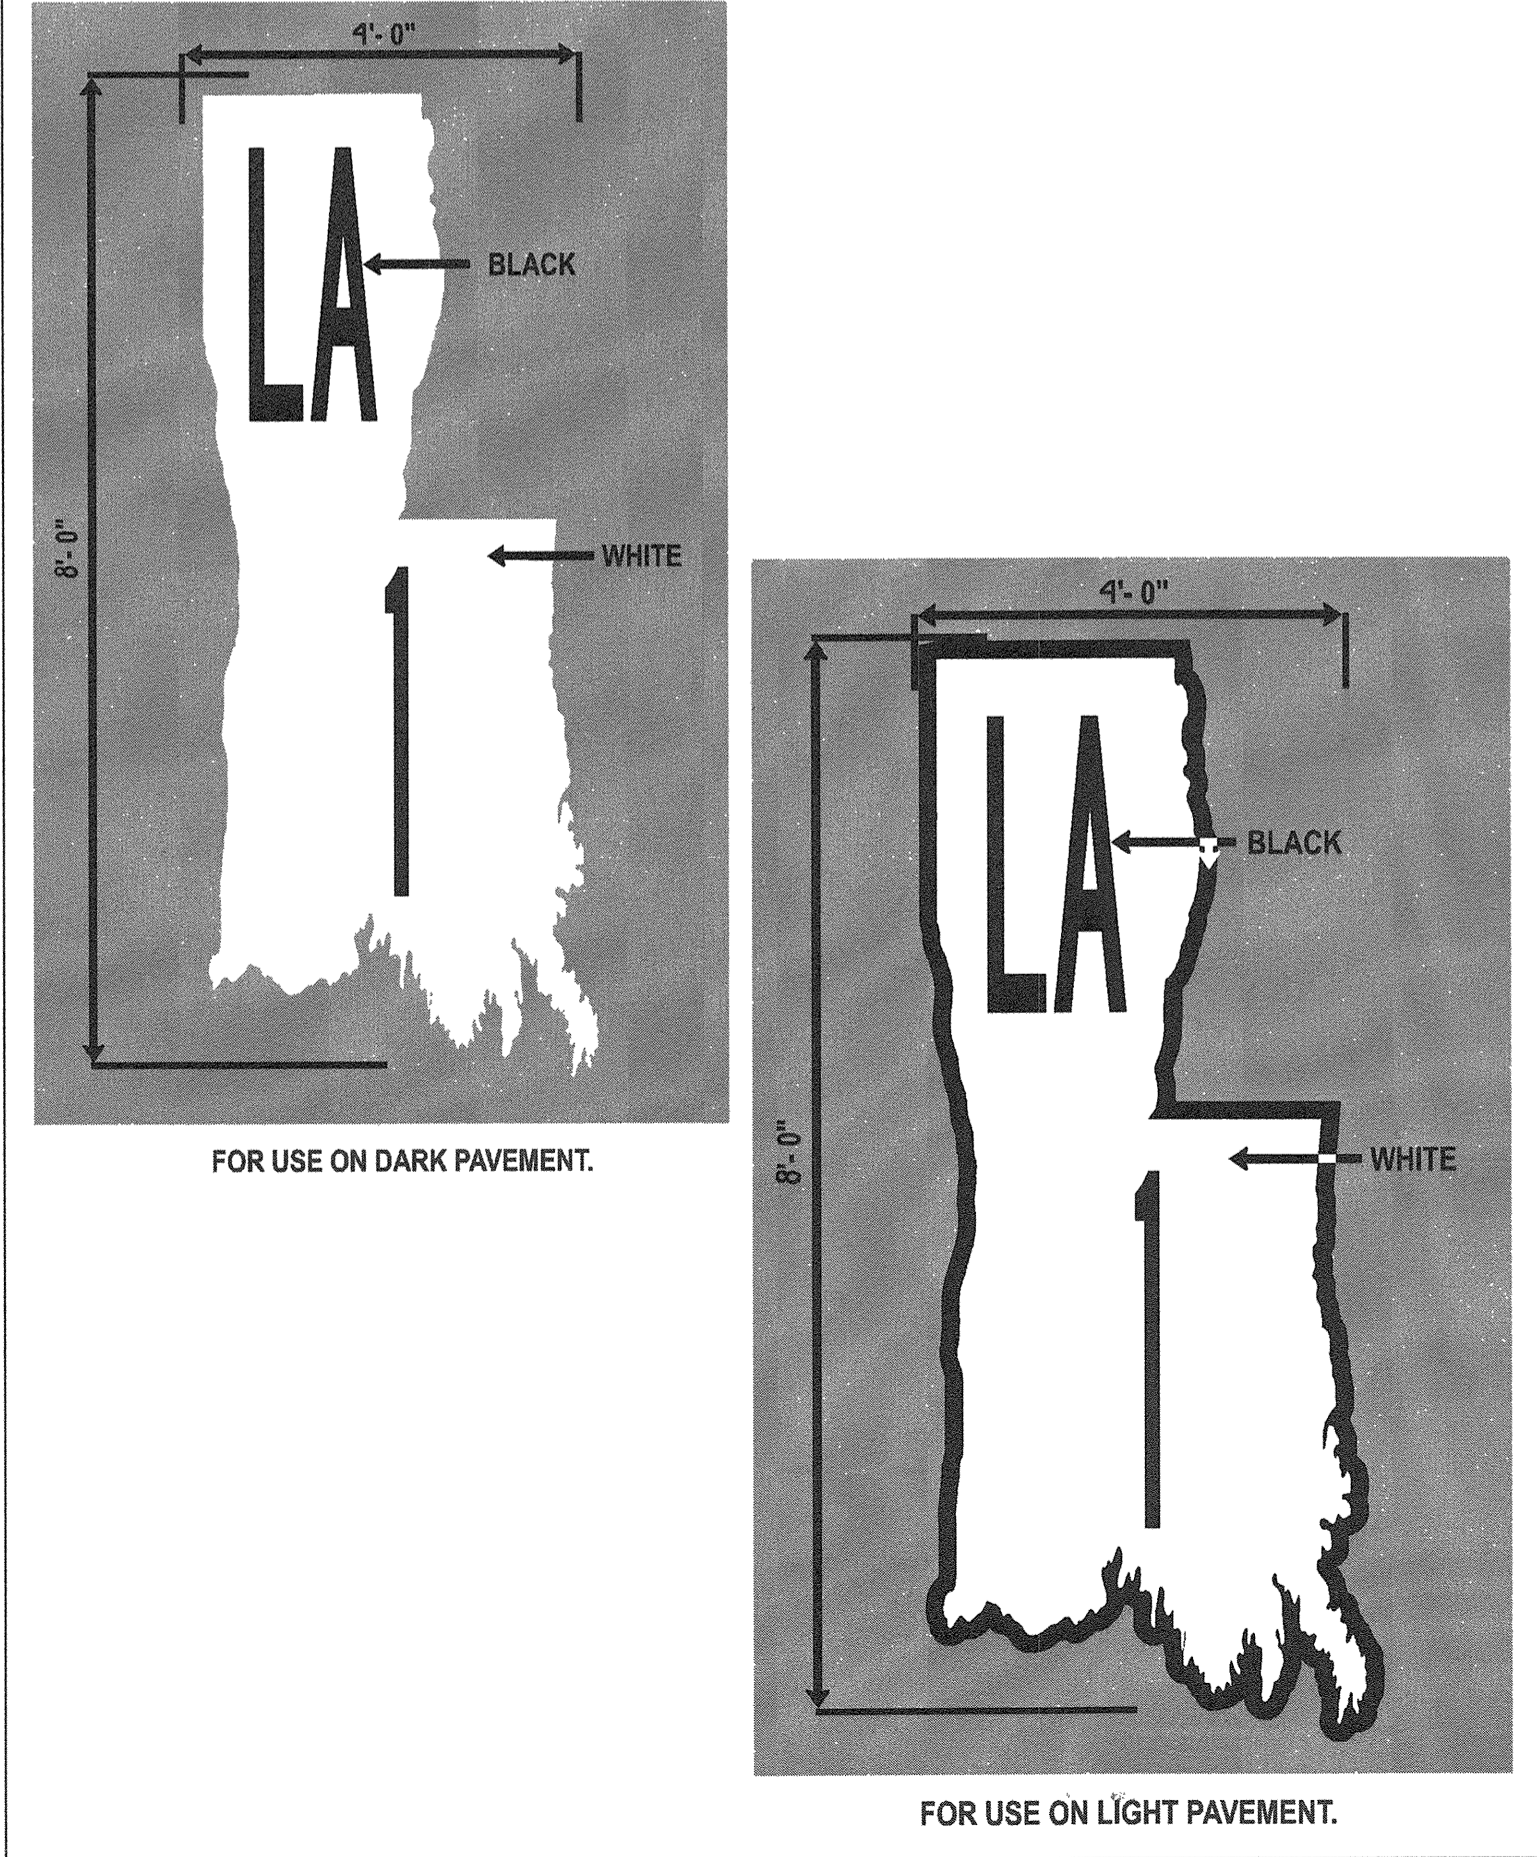 4'- 0"
LA
BLACK
8'- 0"
WHITE
1
FOR USE ON DARK PAVEMENT.
4'- 0"
LA
BLACK
8'- 0"
WHITE
1
FOR USE ON LIGHT PAVEMENT.